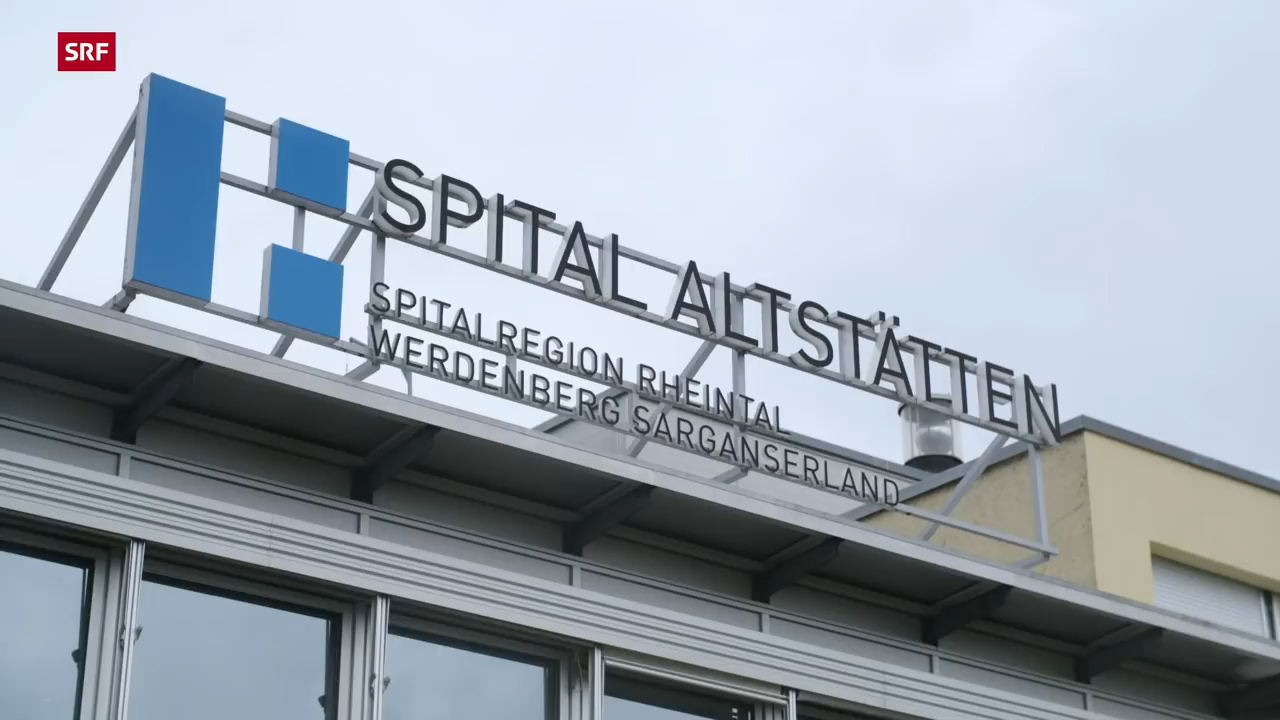 SRF
SPITAL ALTSTÄTTEN
SPITALREGION RHEINTAL
WERDENBERG SARGANSERLAND